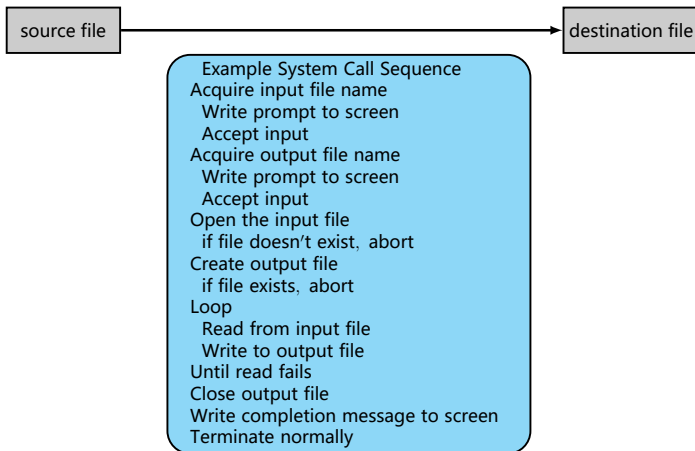 source file
destination file
Example System Call Sequence
Acquire input file name
Write prompt to screen
Accept input
Acquire output file name
Write prompt to screen
Accept input
Open the input file
if file doesn't exist, abort
Create output file
if file exists, abort
Loop
Read from input file
Write to output file
Until read fails
Close output file
Write completion message to screen
Terminate normally